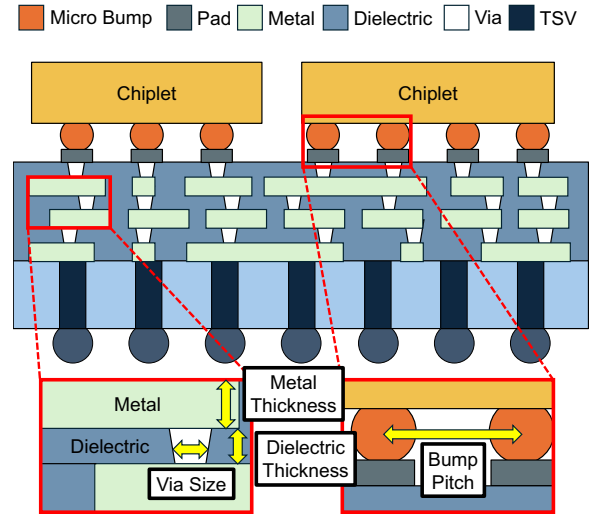 Micro Bump Pad Metal Dielectric Via TSV
Chiplet Chiplet
Metal
Metal
Thickness
Dielectric
Dielectric
Thickness
Via Size
Bump
Pitch